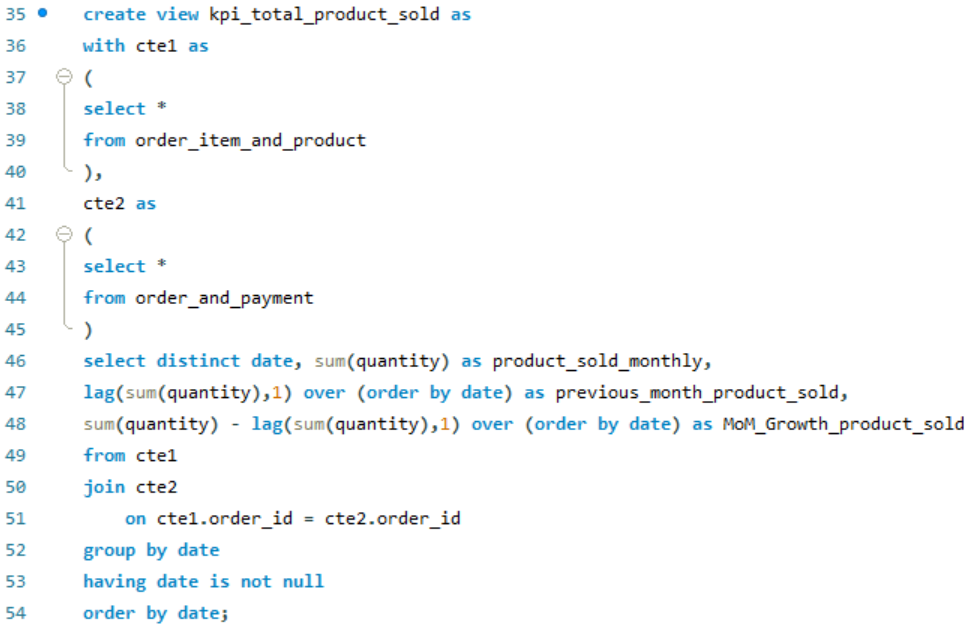 35 create view kpi_total_product_sold as
36 with cte1 as
37 (
38 select *
39 from order_item_and_product
40 ),
41 cte2 as
42 (
43 select *
44 from order_and_payment
45 )
46 select distinct date, sum(quantity) as product_sold_monthly,
47 lag(sum(quantity),1) over (order by date) as previous_month_product_sold,
48 sum(quantity) - lag(sum(quantity),1) over (order by date) as MoM_Growth_product_sold
49 from cte1
50 join cte2
51 on cte1.order_id = cte2.order_id
52 group by date
53 having date is not null
54 order by date;